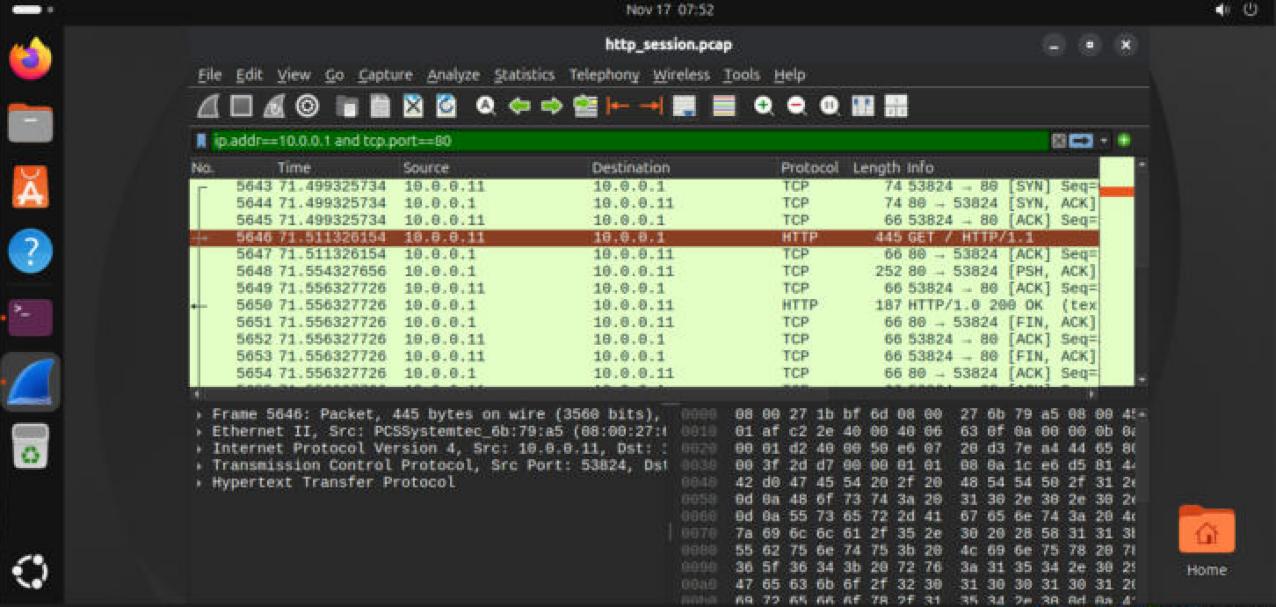 Nov 17 07:52
http_session.pcap
File Edit View Go Capture Analyze Statistics Telephony Wireless Tools Help
ip.addr==10.0.0.1 and tcp.port==80
No. Time Source Destination Protocol Length Info
5643 71.499325734 10.0.0.11 10.0.0.1 TCP 74 53824 → 80 [SYN] Seq=
5644 71.499325734 10.0.0.1 10.0.0.11 TCP 74 80 → 53824 [SYN, ACK]
5645 71.499325734 10.0.0.11 10.0.0.1 TCP 66 53824 → 80 [ACK] Seq=
5646 71.511326154 10.0.0.11 10.0.0.1 HTTP 445 GET / HTTP/1.1
5647 71.511326154 10.0.0.1 10.0.0.11 TCP 66 80 → 53824 [ACK] Seq=
5648 71.554327656 10.0.0.1 10.0.0.11 TCP 252 80 → 53824 [PSH, ACK]
5649 71.556327726 10.0.0.11 10.0.0.1 TCP 66 53824 → 80 [ACK] Seq=
5650 71.556327726 10.0.0.1 10.0.0.11 HTTP 187 HTTP/1.0 200 OK (tex
5651 71.556327726 10.0.0.1 10.0.0.11 TCP 66 80 → 53824 [FIN, ACK]
5652 71.556327726 10.0.0.11 10.0.0.1 TCP 66 53824 → 80 [ACK] Seq=
5653 71.556327726 10.0.0.11 10.0.0.1 TCP 66 53824 → 80 [FIN, ACK]
5654 71.556327726 10.0.0.1 10.0.0.11 TCP 66 80 → 53824 [ACK] Seq=
Frame 5646: Packet, 445 bytes on wire (3560 bits),
Ethernet II, Src: PCSSystemtec_6b:79:a5 (08:00:27:6
Internet Protocol Version 4, Src: 10.0.0.11, Dst: 1
Transmission Control Protocol, Src Port: 53824, Dst
Hypertext Transfer Protocol
0000 08 00 27 1b bf 6d 08 00 27 6b 79 a5 08 00 45
0010 01 af c2 2e 40 00 40 06 63 0f 0a 00 00 0b 0a
0020 00 01 d2 40 00 50 e6 07 20 d3 7e a4 44 65 80
0030 00 3f 2d d7 00 00 01 01 08 0a 1c e6 d5 81 44
0040 42 d0 47 45 54 20 2f 20 48 54 54 50 2f 31 2e
0050 0d 0a 48 6f 73 74 3a 20 31 30 2e 30 2e 30 2e
0060 0d 0a 55 73 65 72 2d 41 67 65 6e 74 3a 20 4d
0070 7a 69 6c 6c 61 2f 35 2e 30 20 28 58 31 31 3b
0080 55 62 75 6e 74 75 3b 20 4c 69 6e 75 78 20 78
0090 36 5f 36 34 3b 20 72 76 3a 31 35 34 2e 30 29
00a0 47 65 63 6b 6f 2f 32 30 31 30 30 31 30 31 20
00b0 69 72 65 66 6f 78 2f 31 35 34 2e 30 0d 0a
Home